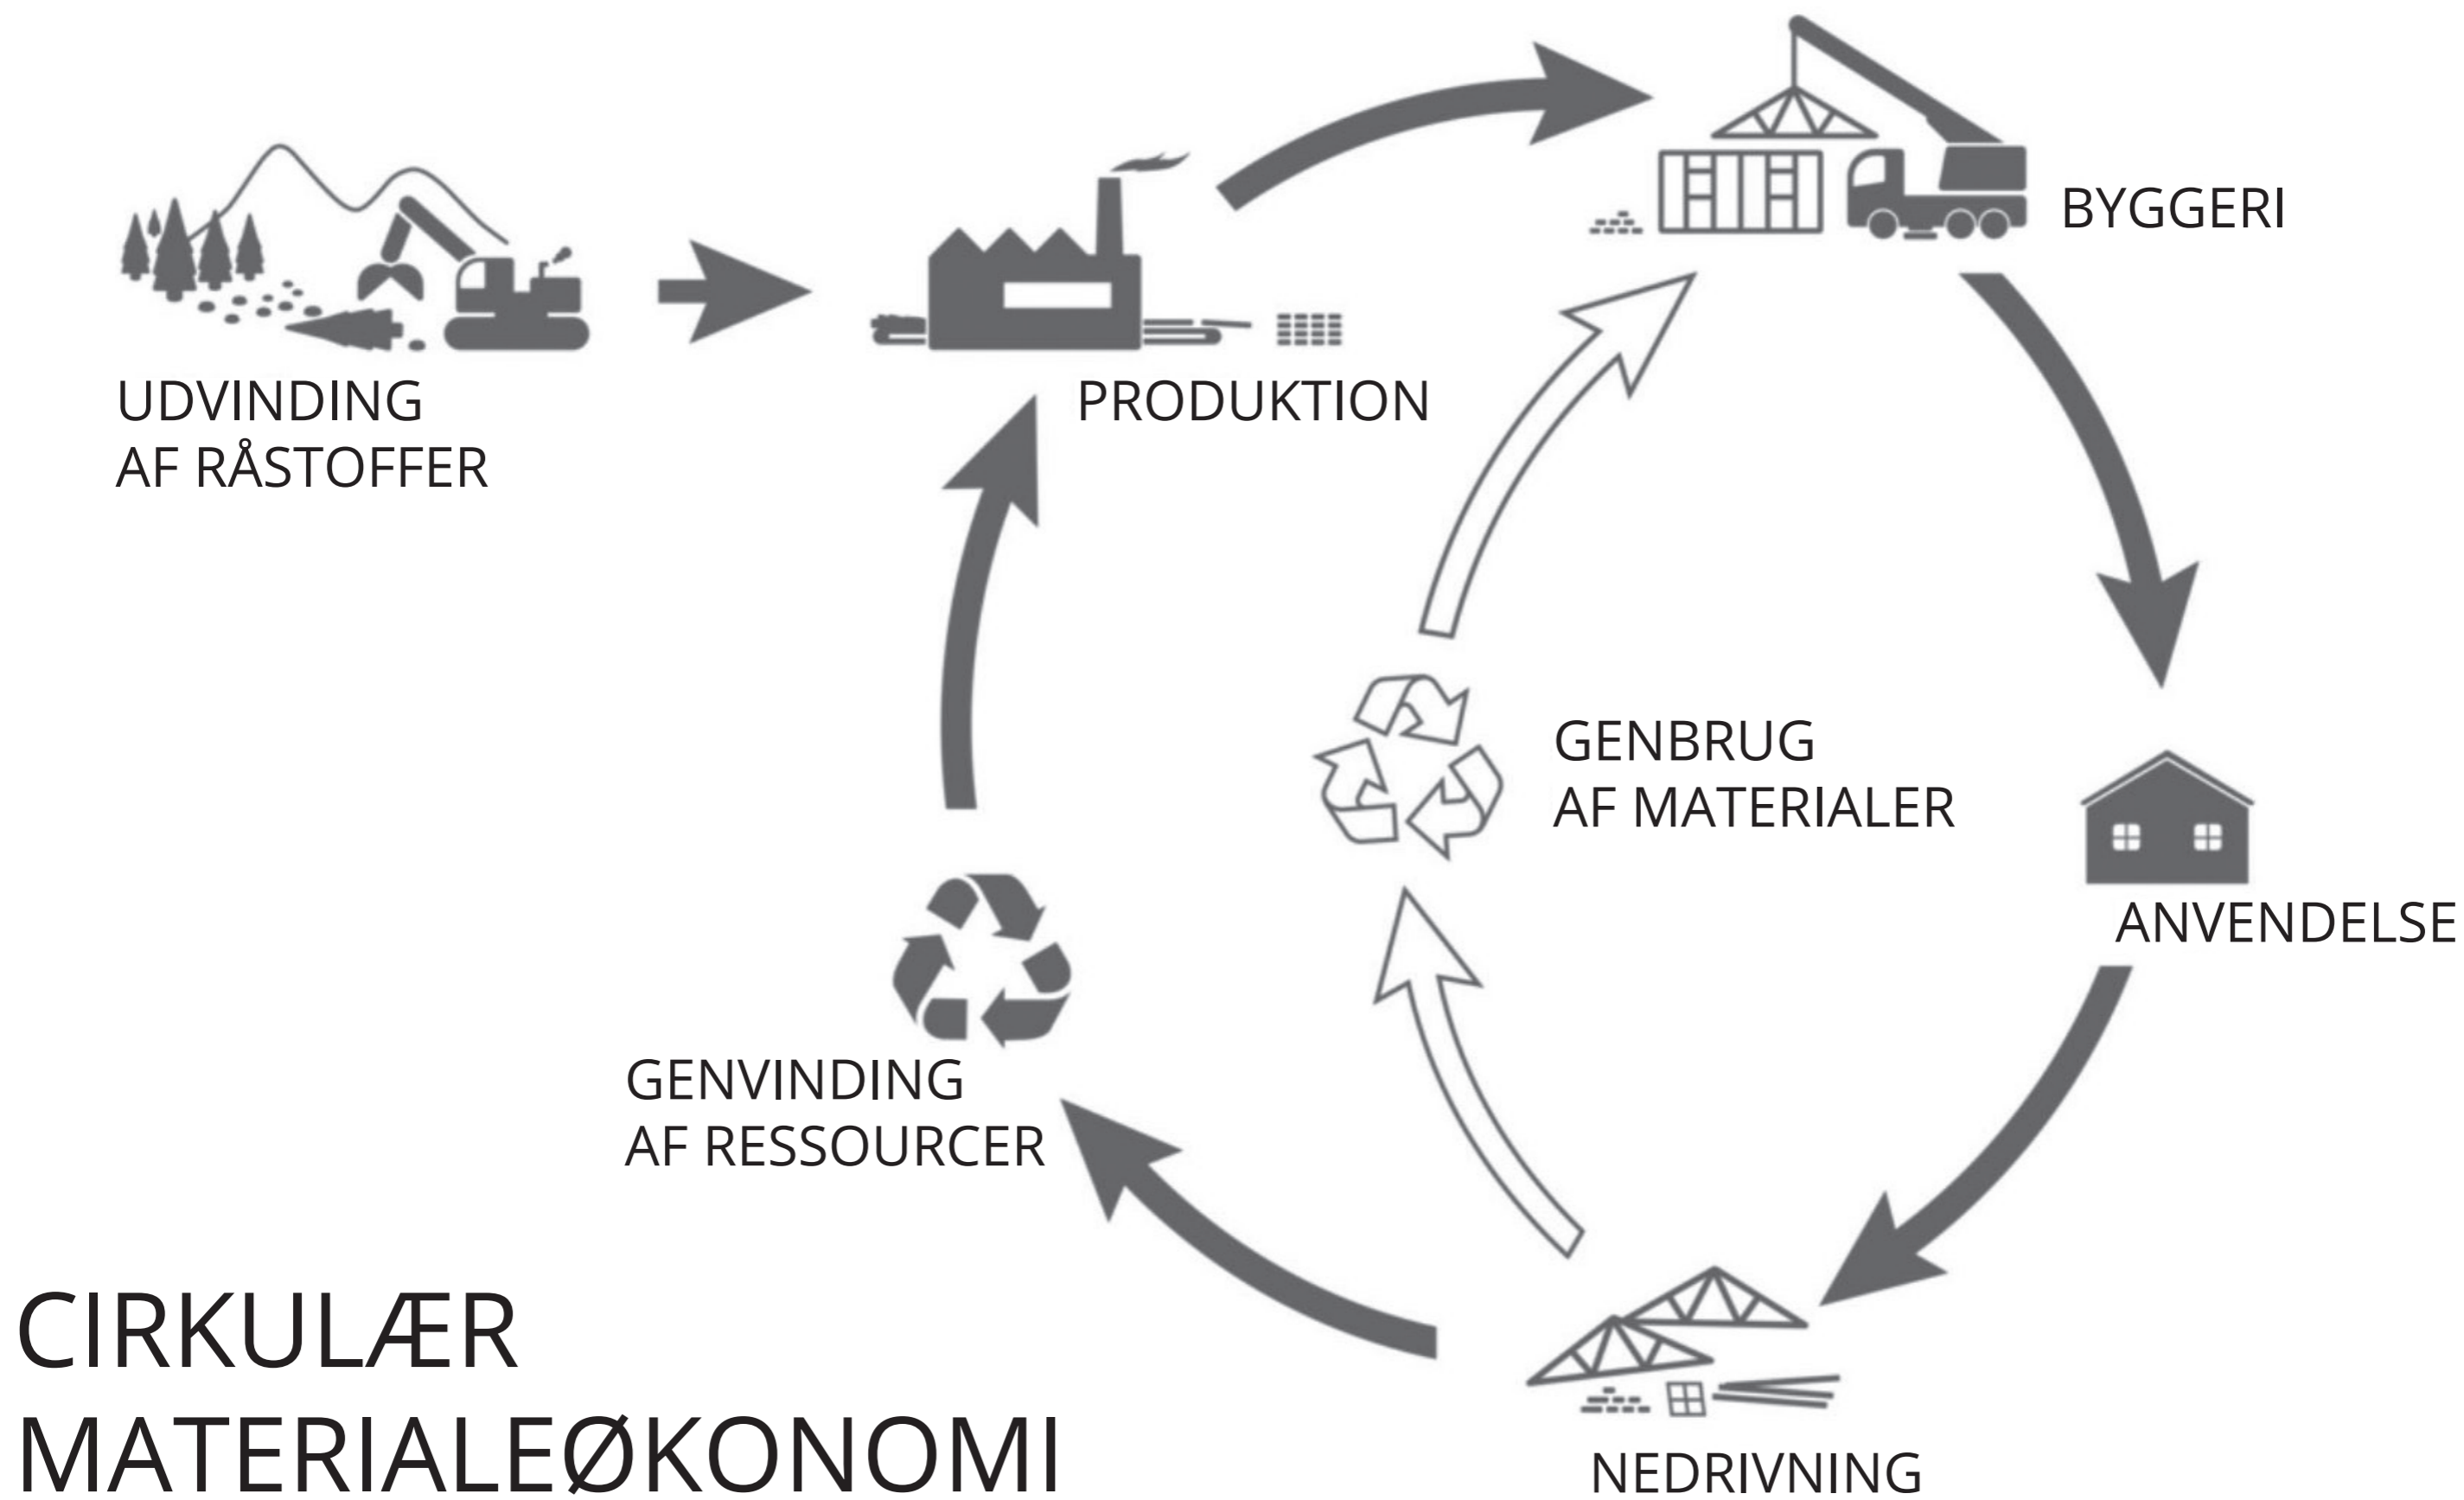 BYGGERI
UDVINDING
AF RÅSTOFFER
PRODUKTION
GENBRUG
AF MATERIALER
ANVENDELSE
GENVINDING
AF RESSOURCER
CIRKULÆR
MATERIALEØKONOMI
NEDRIVNING